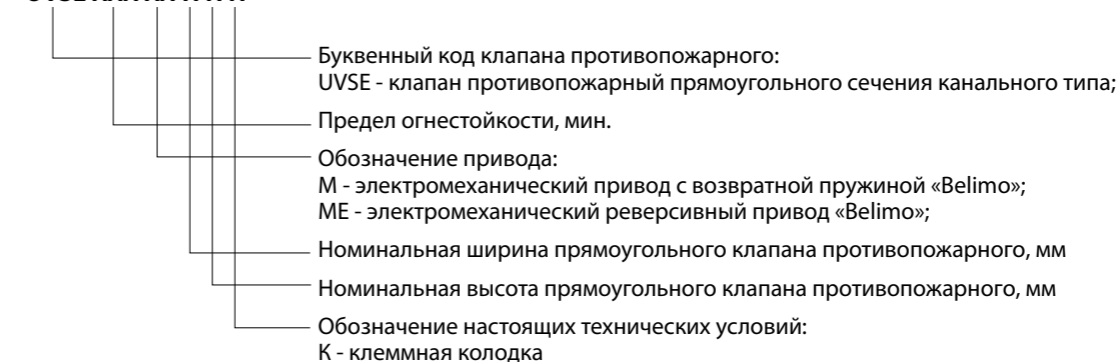 Буквенный код клапана противопожарного:
UVSE - клапан противопожарный прямоугольного сечения канального типа;
Предел огнестойкости, мин.
Обозначение привода:
М - электромеханический привод с возвратной пружиной «Belimo»;
МЕ - электромеханический реверсивный привод «Belimo»;
Номинальная ширина прямоугольного клапана противопожарного, мм
Номинальная высота прямоугольного клапана противопожарного, мм
Обозначение настоящих технических условий:
К - клеммная колодка